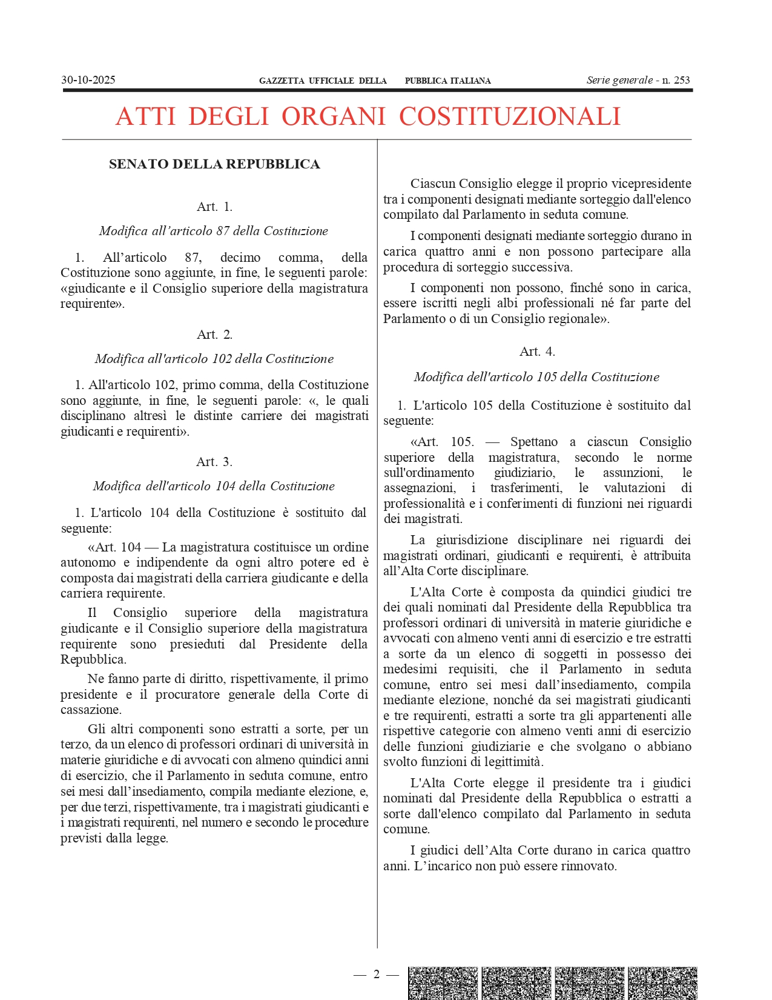 30-10-2025 GAZZETTA UFFICIALE DELLA PUBBLICA ITALIANA Serie generale - n. 253
ATTI DEGLI ORGANI COSTITUZIONALI
SENATO DELLA REPUBBLICA
Art. 1.
Modifica all’articolo 87 della Costituzione
1. All’articolo 87, decimo comma, della
Costituzione sono aggiunte, in fine, le seguenti parole:
«giudicante e il Consiglio superiore della magistratura
requirente».
Art. 2.
Modifica all'articolo 102 della Costituzione
1. All'articolo 102, primo comma, della Costituzione
sono aggiunte, in fine, le seguenti parole: «, le quali
disciplinano altresì le distinte carriere dei magistrati
giudicanti e requirenti».
Art. 3.
Modifica dell'articolo 104 della Costituzione
1. L'articolo 104 della Costituzione è sostituito dal
seguente:
«Art. 104 — La magistratura costituisce un ordine
autonomo e indipendente da ogni altro potere ed è
composta dai magistrati della carriera giudicante e della
carriera requirente.
Il Consiglio superiore della magistratura
giudicante e il Consiglio superiore della magistratura
requirente sono presieduti dal Presidente della
Repubblica.
Ne fanno parte di diritto, rispettivamente, il primo
presidente e il procuratore generale della Corte di
cassazione.
Gli altri componenti sono estratti a sorte, per un
terzo, da un elenco di professori ordinari di università in
materie giuridiche e di avvocati con almeno quindici anni
di esercizio, che il Parlamento in seduta comune, entro
sei mesi dall’insediamento, compila mediante elezione, e,
per due terzi, rispettivamente, tra i magistrati giudicanti e
i magistrati requirenti, nel numero e secondo le procedure
previsti dalla legge.
Ciascun Consiglio elegge il proprio vicepresidente
tra i componenti designati mediante sorteggio dall'elenco
compilato dal Parlamento in seduta comune.
I componenti designati mediante sorteggio durano in
carica quattro anni e non possono partecipare alla
procedura di sorteggio successiva.
I componenti non possono, finché sono in carica,
essere iscritti negli albi professionali né far parte del
Parlamento o di un Consiglio regionale».
Art. 4.
Modifica dell'articolo 105 della Costituzione
1. L'articolo 105 della Costituzione è sostituito dal
seguente:
«Art. 105. — Spettano a ciascun Consiglio
superiore della magistratura, secondo le norme
sull'ordinamento giudiziario, le assunzioni, le
assegnazioni, i trasferimenti, le valutazioni di
professionalità e i conferimenti di funzioni nei riguardi
dei magistrati.
La giurisdizione disciplinare nei riguardi dei
magistrati ordinari, giudicanti e requirenti, è attribuita
all’Alta Corte disciplinare.
L'Alta Corte è composta da quindici giudici tre
dei quali nominati dal Presidente della Repubblica tra
professori ordinari di università in materie giuridiche e
avvocati con almeno venti anni di esercizio e tre estratti
a sorte da un elenco di soggetti in possesso dei
medesimi requisiti, che il Parlamento in seduta
comune, entro sei mesi dall’insediamento, compila
mediante elezione, nonché da sei magistrati giudicanti
e tre requirenti, estratti a sorte tra gli appartenenti alle
rispettive categorie con almeno venti anni di esercizio
delle funzioni giudiziarie e che svolgano o abbiano
svolto funzioni di legittimità.
L'Alta Corte elegge il presidente tra i giudici
nominati dal Presidente della Repubblica o estratti a
sorte dall'elenco compilato dal Parlamento in seduta
comune.
I giudici dell’Alta Corte durano in carica quattro
anni. L’incarico non può essere rinnovato.
— 2 —